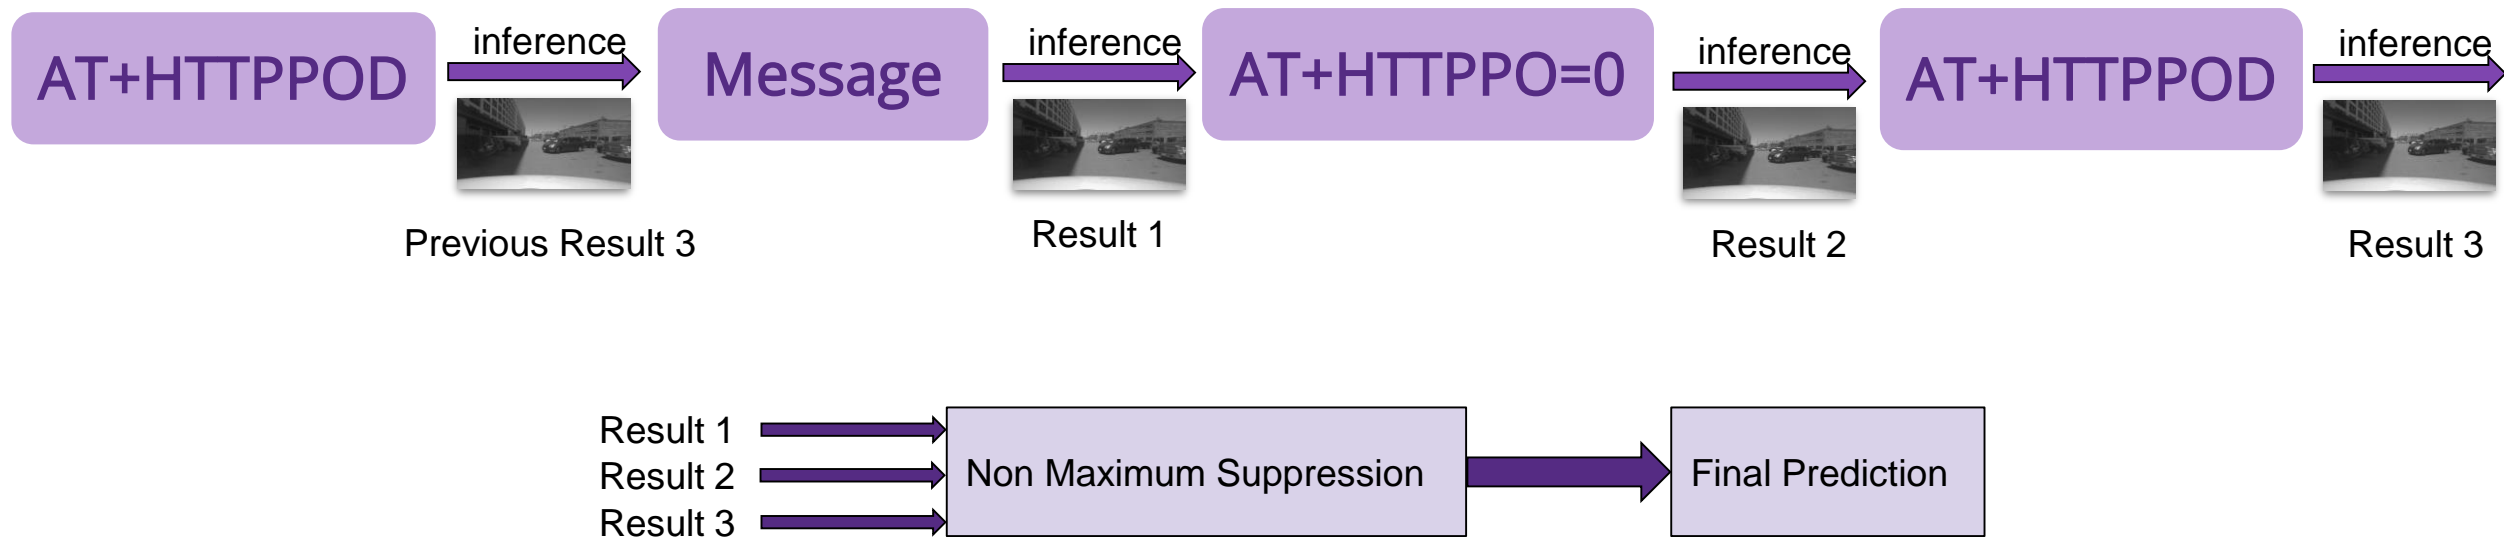 AT+HTTPPOD
inference
Message
inference
AT+HTTPPO=0
inference
AT+HTTPPOD
inference
Previous Result 3
Result 1
Result 2
Result 3
Result 1
Result 2
Result 3
Non Maximum Suppression
Final Prediction